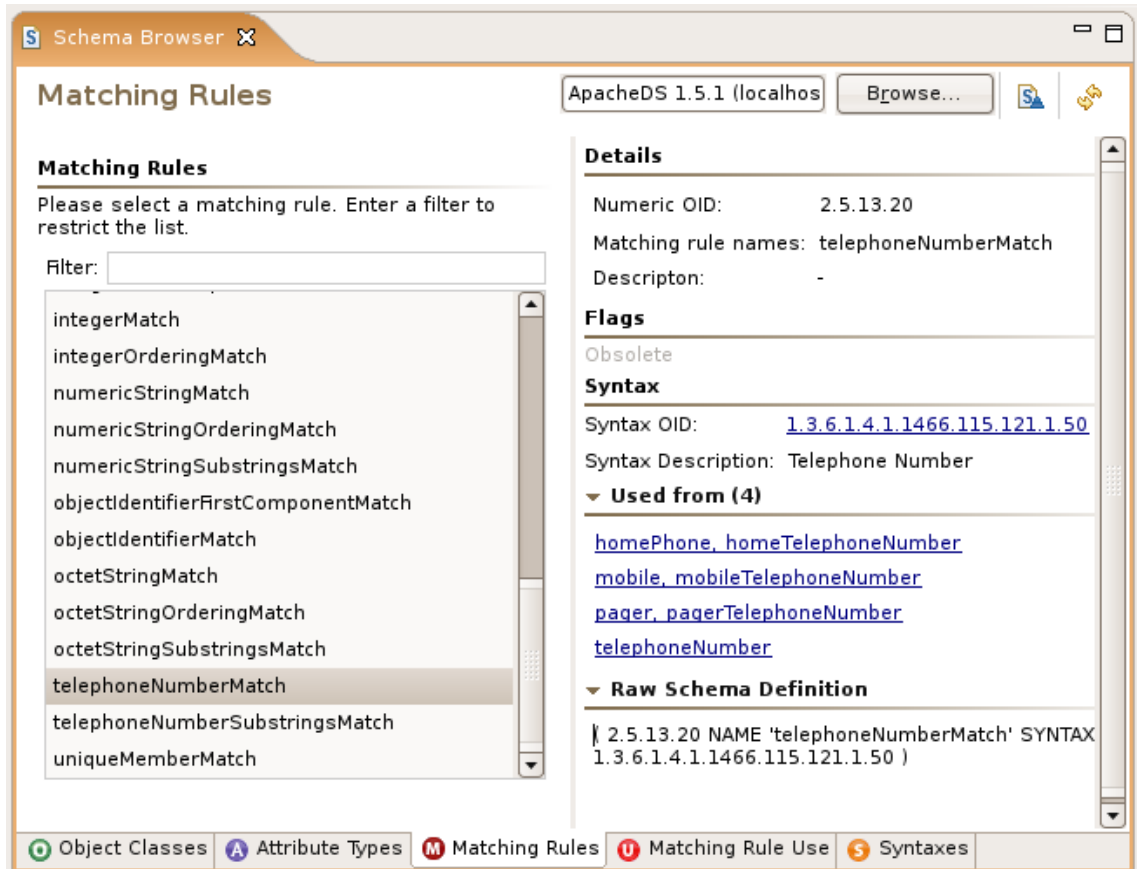 Schema Browser
Matching Rules
ApacheDS 1.5.1 (localhos
Browse...
Matching Rules
Please select a matching rule. Enter a filter to
restrict the list.
Filter:
integerMatch
integerOrderingMatch
numericStringMatch
numericStringOrderingMatch
numericStringSubstringsMatch
objectIdentifierFirstComponentMatch
objectIdentifierMatch
octetStringMatch
octetStringOrderingMatch
octetStringSubstringsMatch
telephoneNumberMatch
telephoneNumberSubstringsMatch
uniqueMemberMatch
Details
Numeric OID: 2.5.13.20
Matching rule names: telephoneNumberMatch
Descripton: -
Flags
Obsolete
Syntax
Syntax OID: 1.3.6.1.4.1.1466.115.121.1.50
Syntax Description: Telephone Number
Used from (4)
homePhone, homeTelephoneNumber
mobile, mobileTelephoneNumber
pager, pagerTelephoneNumber
telephoneNumber
Raw Schema Definition
( 2.5.13.20 NAME 'telephoneNumberMatch' SYNTAX
1.3.6.1.4.1.1466.115.121.1.50 )
O Object Classes A Attribute Types M Matching Rules U Matching Rule Use S Syntaxes